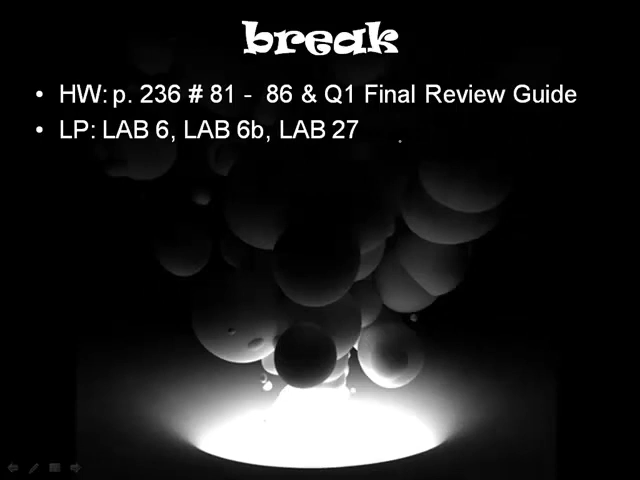 break
• HW: p. 236 # 81 - 86 & Q1 Final Review Guide
• LP: LAB 6, LAB 6b, LAB 27